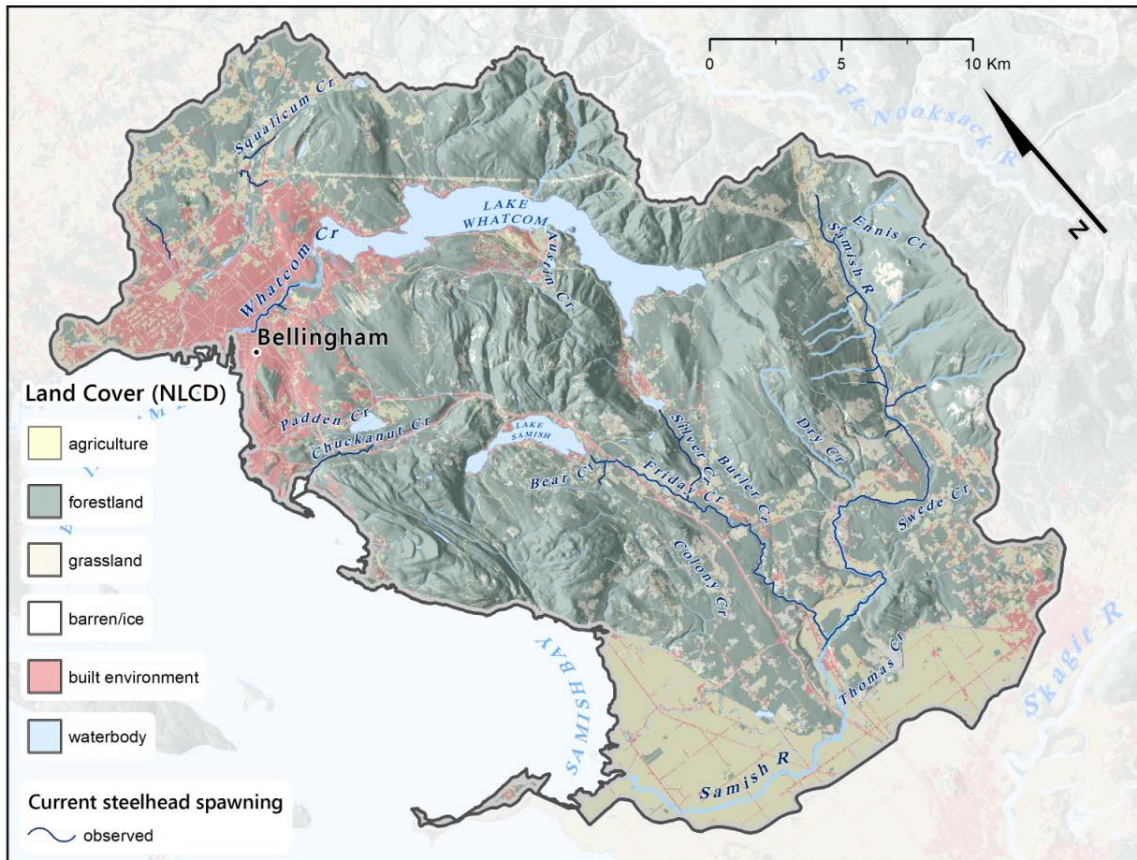 0 5 10 Km
S Fk Nooksack R
N
Squalicum Cr
LAKE
WHATCOM
Whatcom Cr
Austin Cr
Ennis Cr
Samish R
Bellingham
Padden Cr
Chuckanut Cr
LAKE
SAMISH
Bear Cr
Friday Cr
Silver Cr
Butler Cr
Dry Cr
Swede Cr
Colony Cr
Thomas Cr
SAMISH BAY
Samish R
Skagit R
Land Cover (NLCD)
agriculture
forestland
grassland
barren/ice
built environment
waterbody
Current steelhead spawning
observed